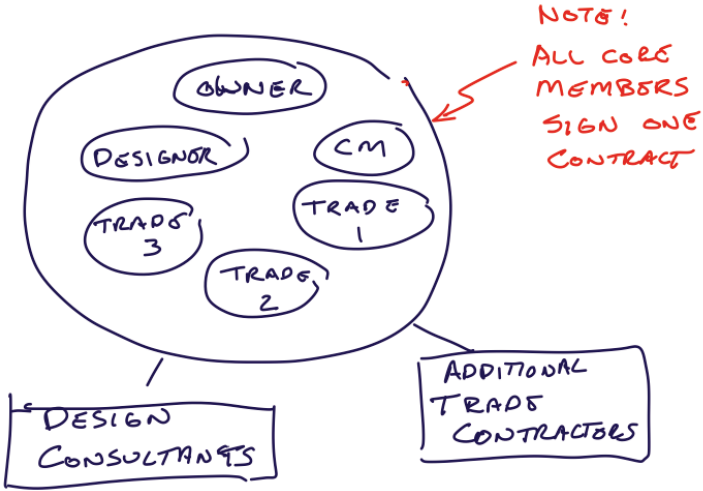 NOTE!
ALL CORE
MEMBERS
SIGN ONE
CONTRACT
OWNER
DESIGNER
CM
TRADE
1
TRADE
3
TRADE
2
DESIGN
CONSULTANTS
ADDITIONAL
TRADE
CONTRACTORS